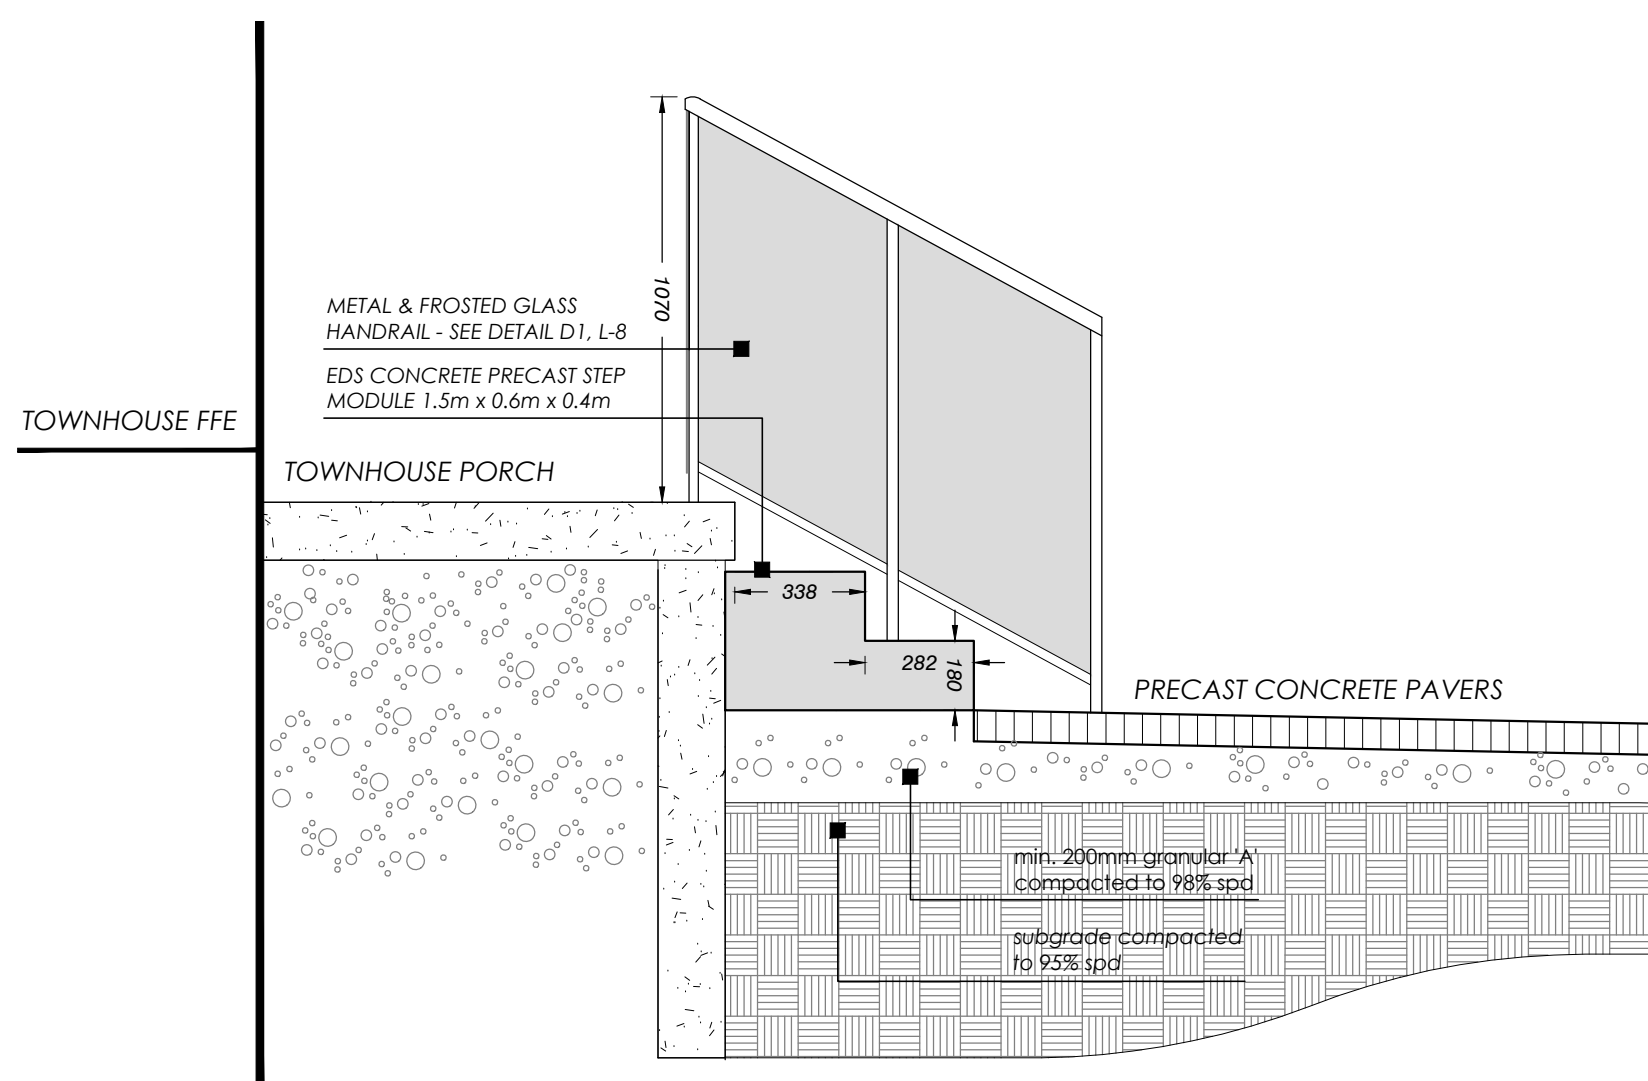 METAL & FROSTED GLASS
HANDRAIL - SEE DETAIL D1, L-8
1070
EDS CONCRETE PRECAST STEP
MODULE 1.5m x 0.6m x 0.4m
TOWNHOUSE FFE
TOWNHOUSE PORCH
338
282
180
PRECAST CONCRETE PAVERS
min. 200mm granular 'A'
compacted to 98% spd
subgrade compacted
to 95% spd